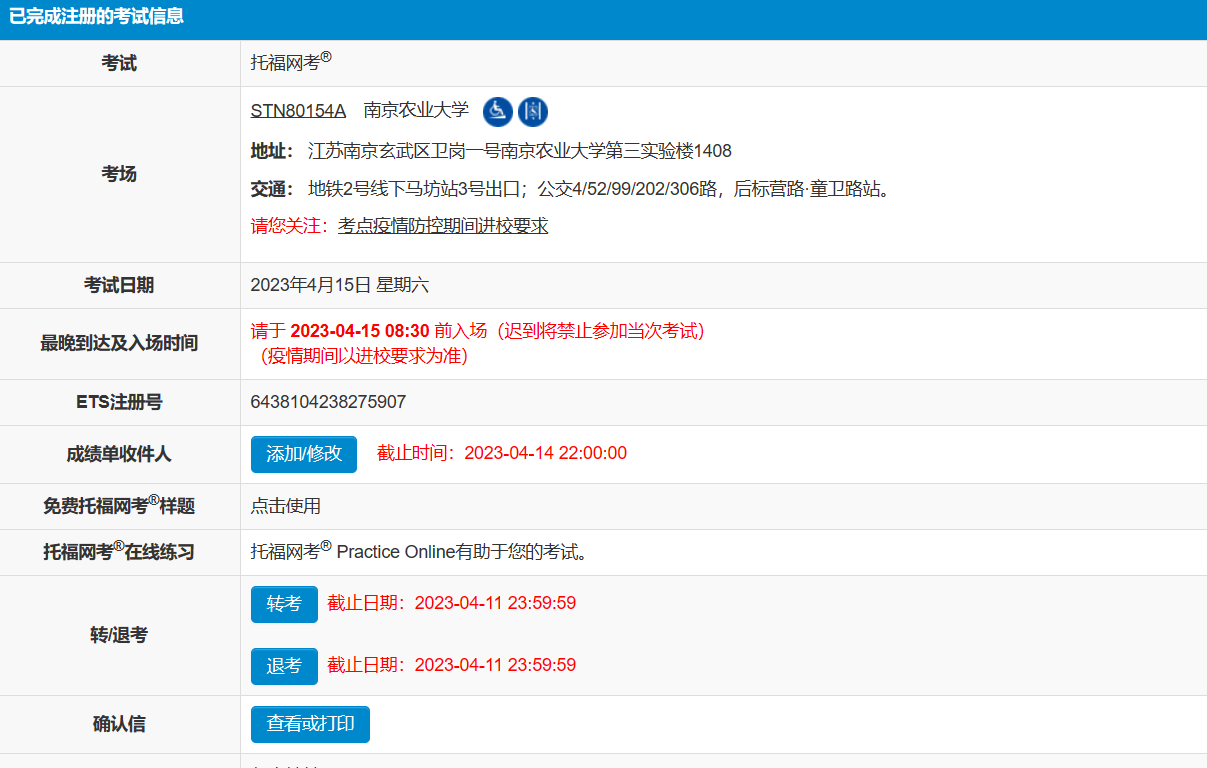 已完成注册的考试信息
考试
托福网考®
考场
STN80154A 南京农业大学
地址： 江苏南京玄武区卫岗一号南京农业大学第三实验楼1408
交通： 地铁2号线下马坊站3号出口；公交4/52/99/202/306路，后标营路·童卫路站。
请您关注：考点疫情防控期间进校要求
考试日期
2023年4月15日 星期六
最晚到达及入场时间
请于 2023-04-15 08:30 前入场（迟到将禁止参加当次考试）
（疫情期间以进校要求为准）
ETS注册号
6438104238275907
成绩单收件人
添加/修改 截止时间：2023-04-14 22:00:00
免费托福网考®样题
点击使用
托福网考®在线练习
托福网考® Practice Online有助于您的考试。
转/退考
转考 截止日期：2023-04-11 23:59:59
退考 截止日期：2023-04-11 23:59:59
确认信
查看或打印